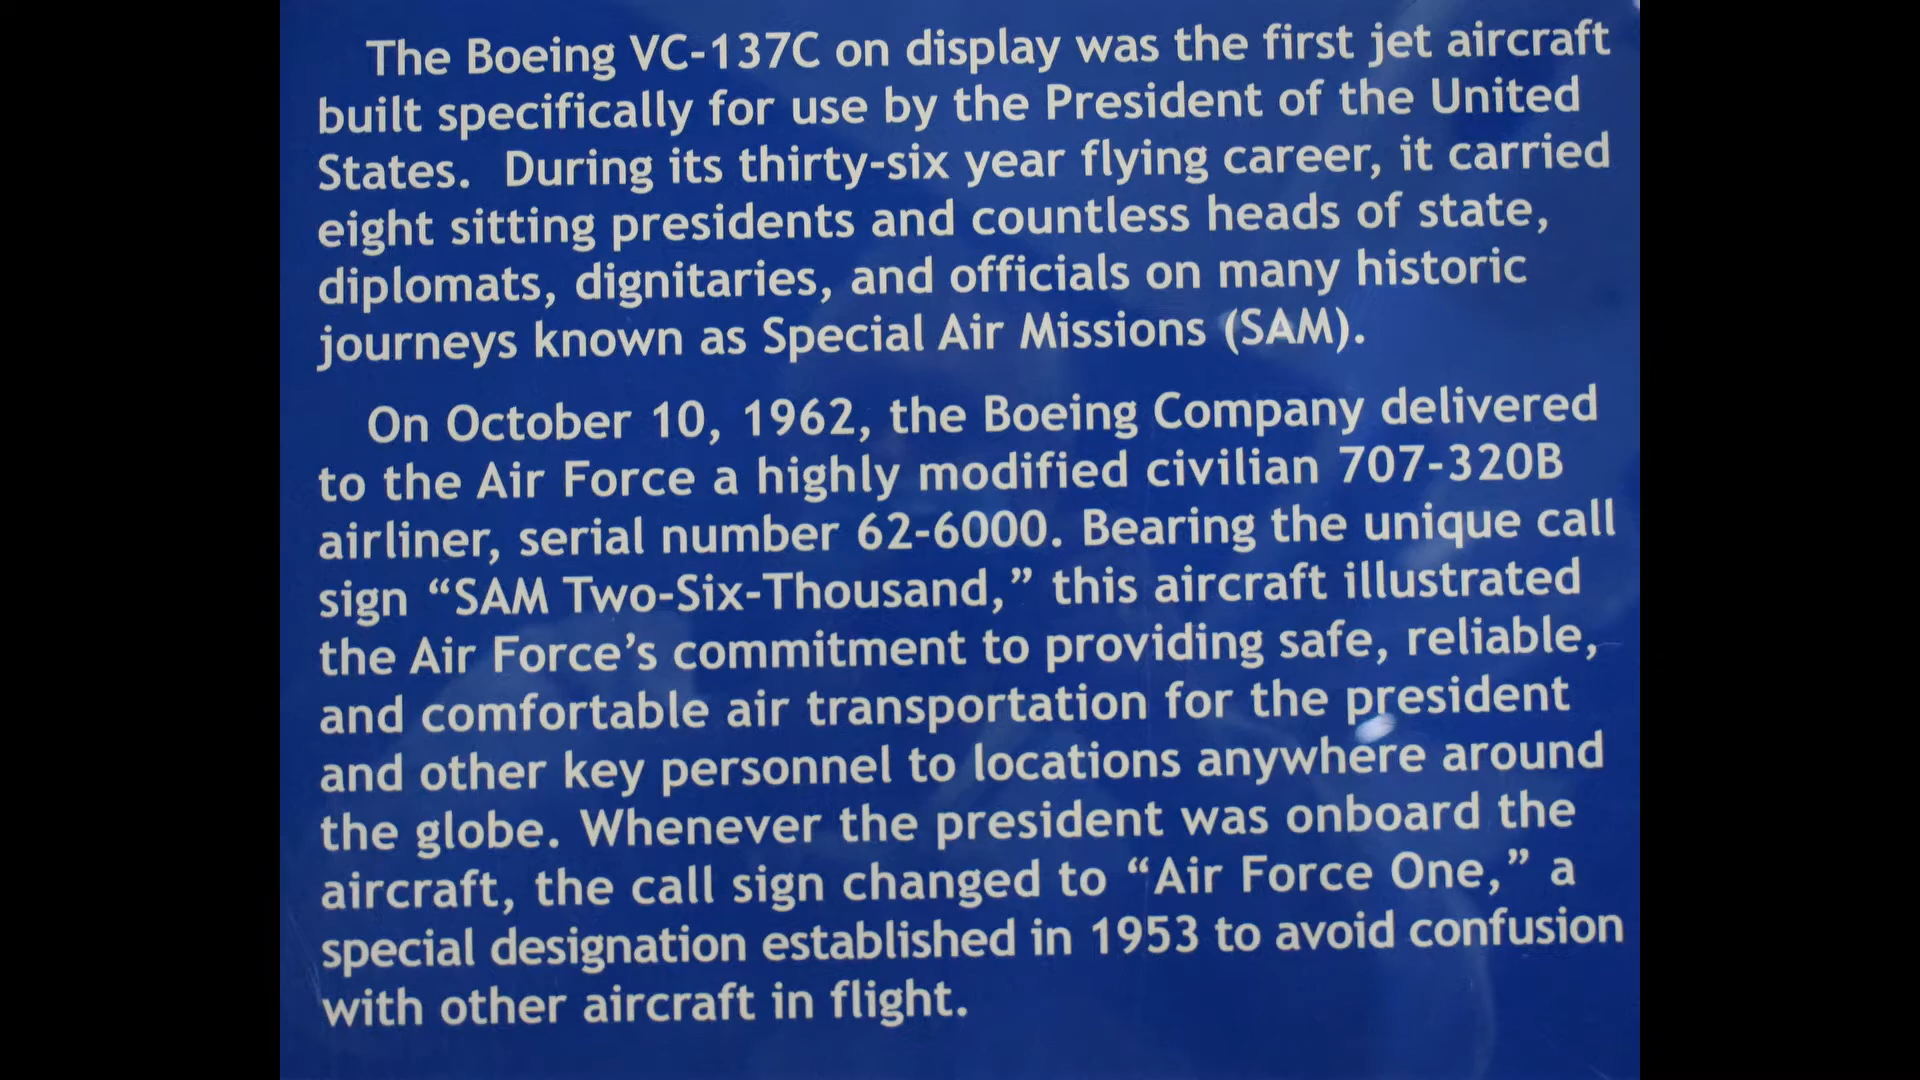 The Boeing VC-137C on display was the first jet aircraft
built specifically for use by the President of the United
States. During its thirty-six year flying career, it carried
eight sitting presidents and countless heads of state,
diplomats, dignitaries, and officials on many historic
journeys known as Special Air Missions (SAM).
On October 10, 1962, the Boeing Company delivered
to the Air Force a highly modified civilian 707-320B
airliner, serial number 62-6000. Bearing the unique call
sign “SAM Two-Six-Thousand,” this aircraft illustrated
the Air Force’s commitment to providing safe, reliable,
and comfortable air transportation for the president
and other key personnel to locations anywhere around
the globe. Whenever the president was onboard the
aircraft, the call sign changed to “Air Force One,” a
special designation established in 1953 to avoid confusion
with other aircraft in flight.